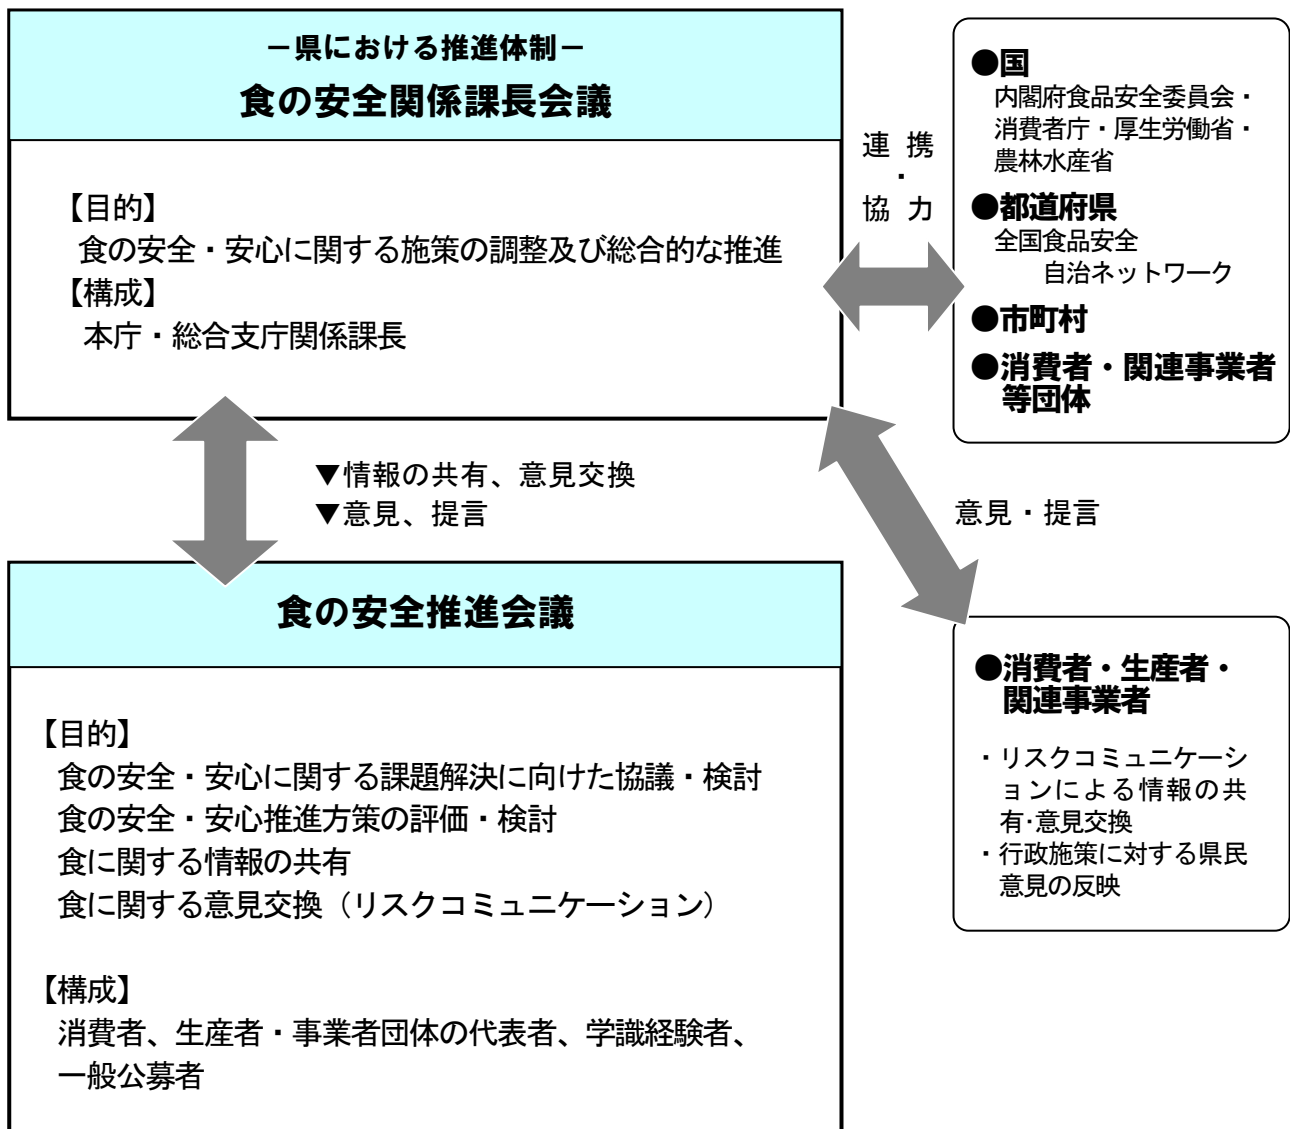 －県における推進体制－
食の安全関係課長会議
【目的】
食の安全・安心に関する施策の調整及び総合的な推進
【構成】
本庁・総合支庁関係課長
連携
・
協力
●国
内閣府食品安全委員会・
消費者庁・厚生労働省・
農林水産省
●都道府県
全国食品安全
自治ネットワーク
●市町村
●消費者・関連事業者
等団体
▼情報の共有、意見交換
▼意見、提言
意見・提言
食の安全推進会議
【目的】
食の安全・安心に関する課題解決に向けた協議・検討
食の安全・安心推進方策の評価・検討
食に関する情報の共有
食に関する意見交換（リスクコミュニケーション）
【構成】
消費者、生産者・事業者団体の代表者、学識経験者、
一般公募者
●消費者・生産者・
関連事業者
・リスクコミュニケーシ
ョンによる情報の共
有･意見交換
・行政施策に対する県民
意見の反映